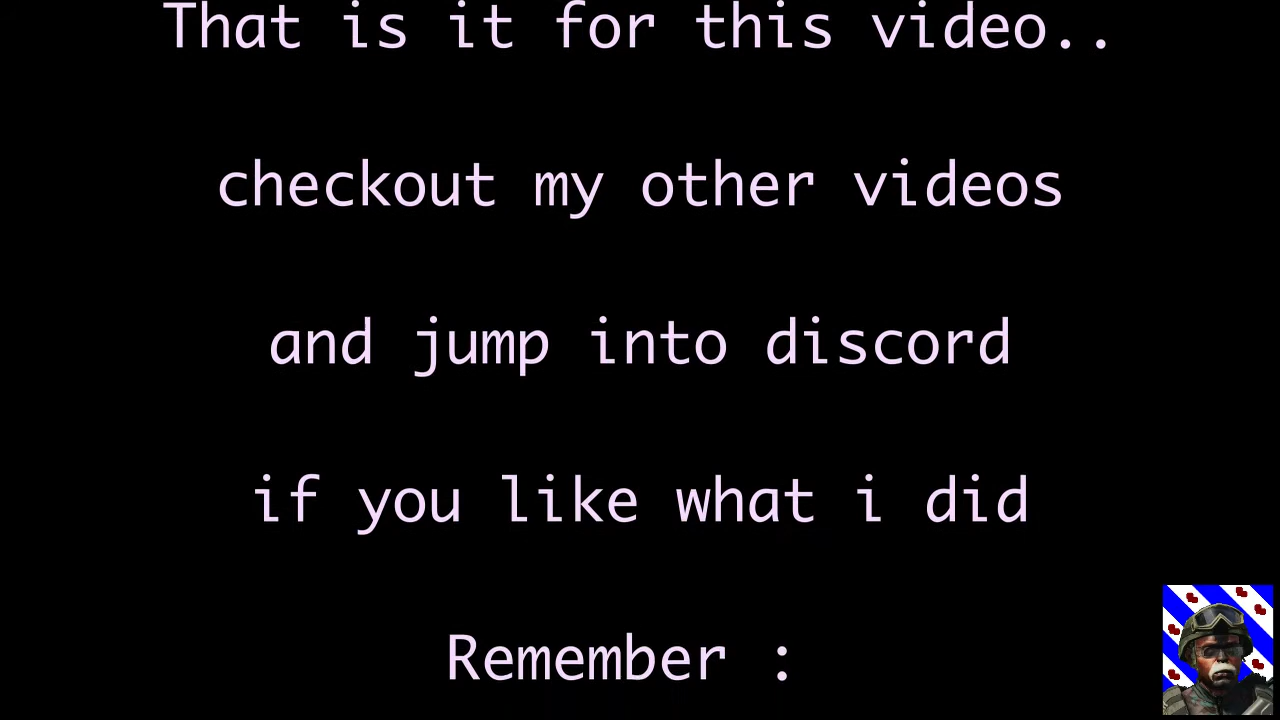 That is it for this video..
checkout my other videos
and jump into discord
if you like what i did
Remember :